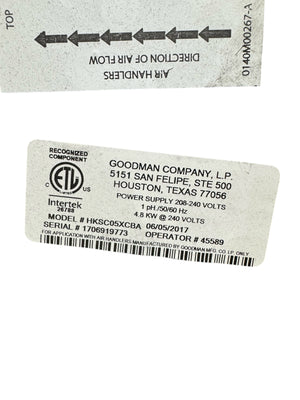 TOP
AIR HANDLERS
DIRECTION OF AIR FLOW
0140M00267-A
RECOGNIZED
COMPONENT
C ETL US
Intertek
26788
GOODMAN COMPANY, L.P.
5151 SAN FELIPE, STE 500
HOUSTON, TEXAS 77056
POWER SUPPLY 208-240 VOLTS
1 pH./50/60 Hz
4.8 KW @ 240 VOLTS
MODEL # HKSC05XCBA 06/05/2017
SERIAL # 1706919773 OPERATOR # 45589
FOR APPLICATION WITH AIR HANDLERS MANUFACTURED BY GOODMAN MFG CO. LP. ONLY